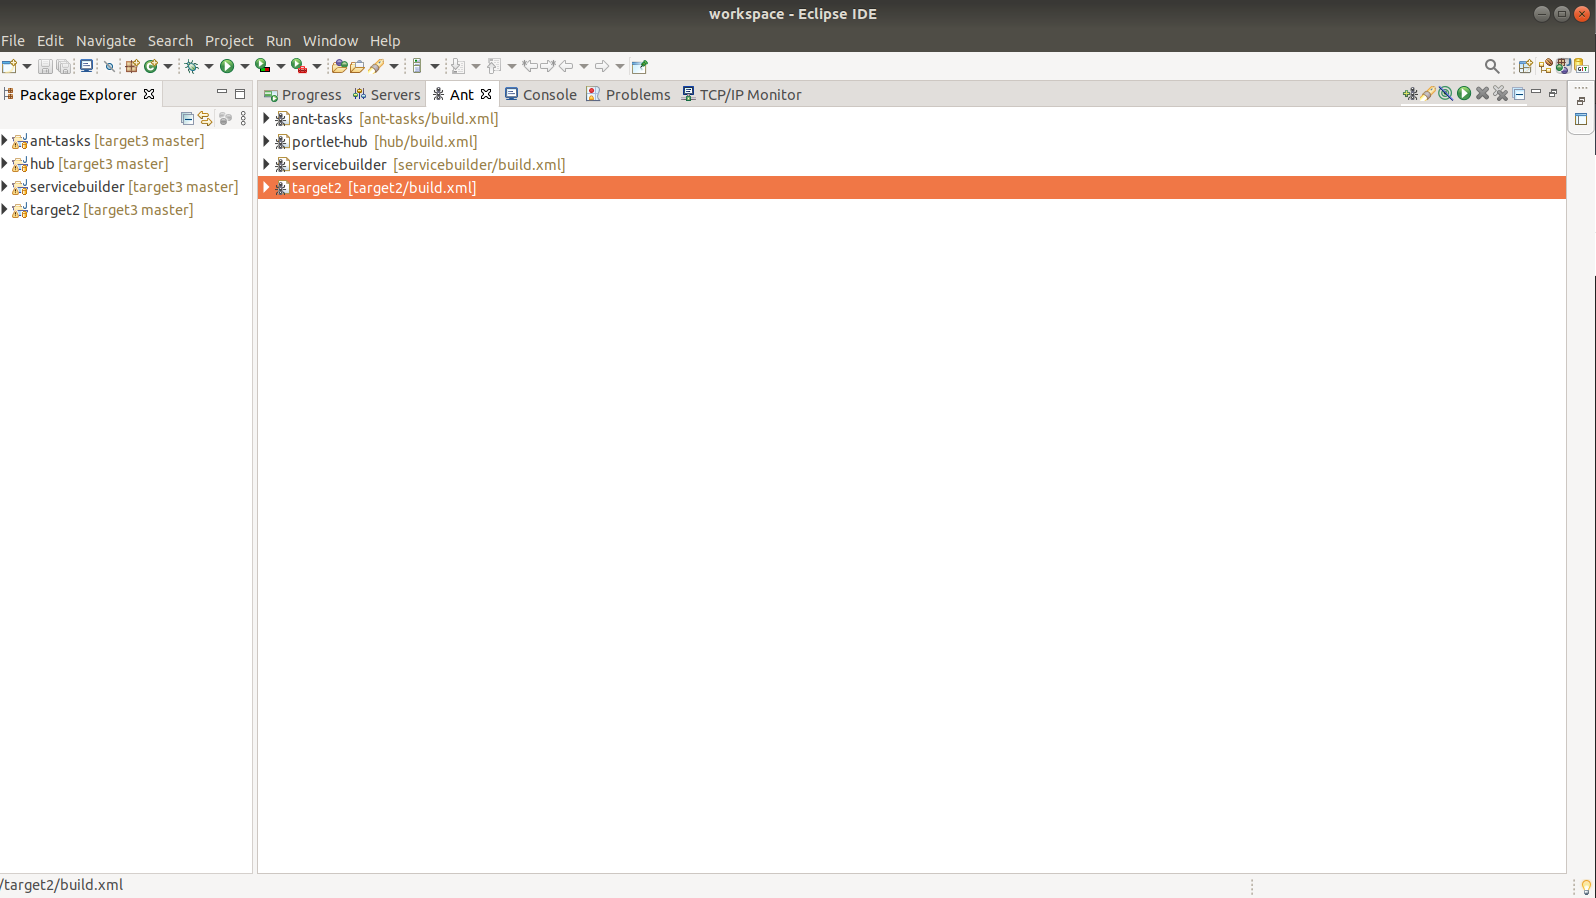 workspace - Eclipse IDE
File Edit Navigate Search Project Run Window Help
Package Explorer
Progress Servers Ant Console Problems TCP/IP Monitor
ant-tasks [target3 master]
hub [target3 master]
servicebuilder [target3 master]
target2 [target3 master]
ant-tasks [ant-tasks/build.xml]
portlet-hub [hub/build.xml]
servicebuilder [servicebuilder/build.xml]
target2 [target2/build.xml]
/target2/build.xml